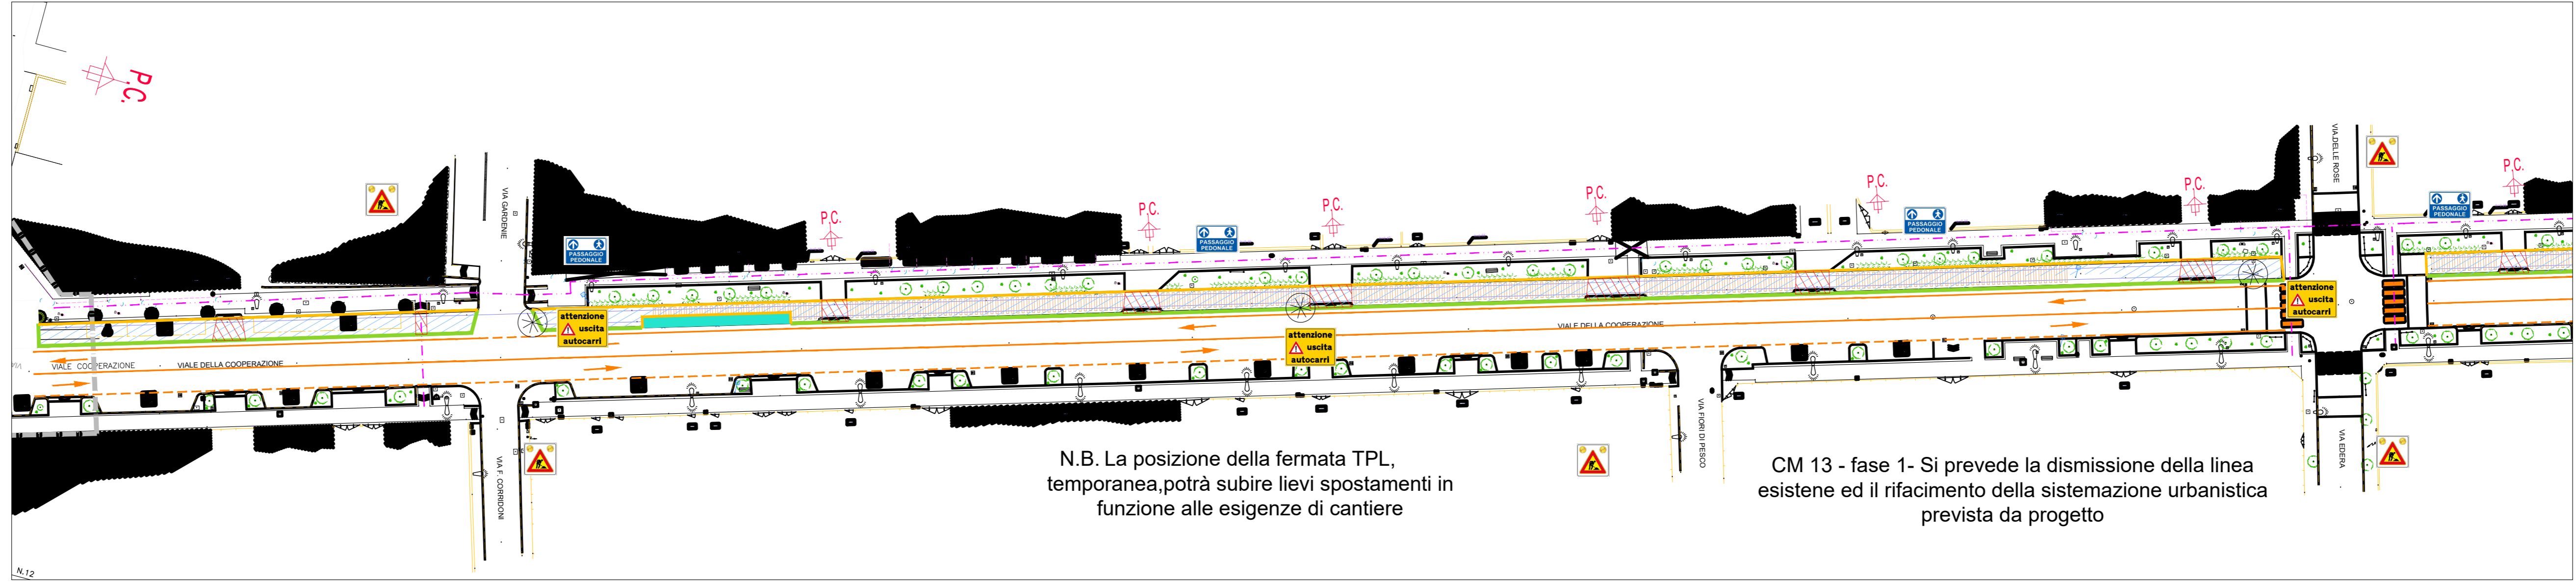 P.C.
VIA GARDENIE
PASSAGGIO
PEDONALE
P.C.
P.C.
PASSAGGIO
PEDONALE
P.C.
P.C.
P.C.
PASSAGGIO
PEDONALE
P.C.
VIA DELLE ROSE
P.C.
PASSAGGIO
PEDONALE
attenzione
uscita
autocarri
attenzione
uscita
autocarri
attenzione
uscita
autocarri
VIALE DELLA COOPERAZIONE
VIALE COOPERAZIONE
VIALE DELLA COOPERAZIONE
VIA F. CORRIDONI
VIA FIORI DI PESCO
VIA EDERA
N.B. La posizione della fermata TPL,
temporanea,potrà subire lievi spostamenti in
funzione alle esigenze di cantiere
CM 13 - fase 1- Si prevede la dismissione della linea
esistene ed il rifacimento della sistemazione urbanistica
prevista da progetto
N.12